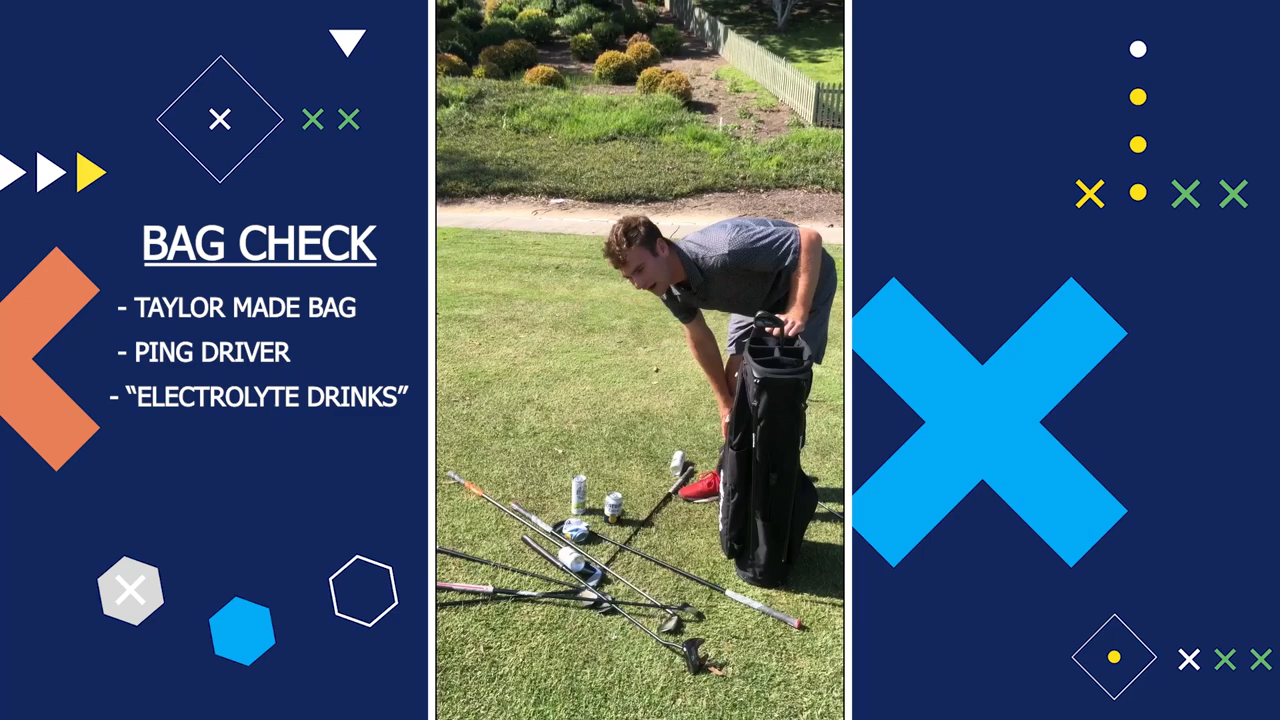 BAG CHECK
- TAYLOR MADE BAG
- PING DRIVER
- “ELECTROLYTE DRINKS”